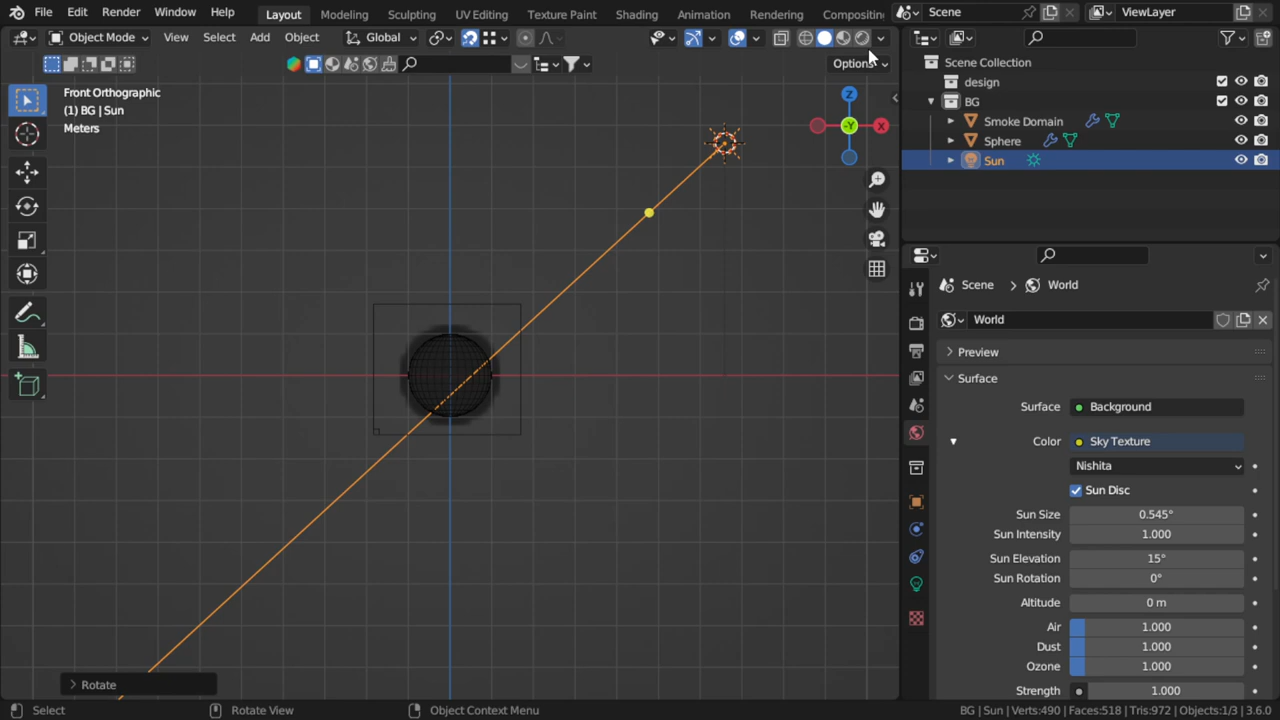 File Edit Render Window Help Layout Modeling Sculpting UV Editing Texture Paint Shading Animation Rendering Compositing Scene ViewLayer
Object Mode View Select Add Object Global
Options
Front Orthographic
(1) BG | Sun
Meters
Z
-Y
X
Rotate
Scene Collection
design
BG
Smoke Domain
Sphere
Sun
Scene > World
World
Preview
Surface
Surface Background
Color Sky Texture
Nishita
Sun Disc
Sun Size 0.545°
Sun Intensity 1.000
Sun Elevation 15°
Sun Rotation 0°
Altitude 0 m
Air 1.000
Dust 1.000
Ozone 1.000
Strength 1.000
Select Rotate View Object Context Menu BG | Sun | Verts:490 | Faces:518 | Tris:972 | Objects:1/3 | 3.6.0